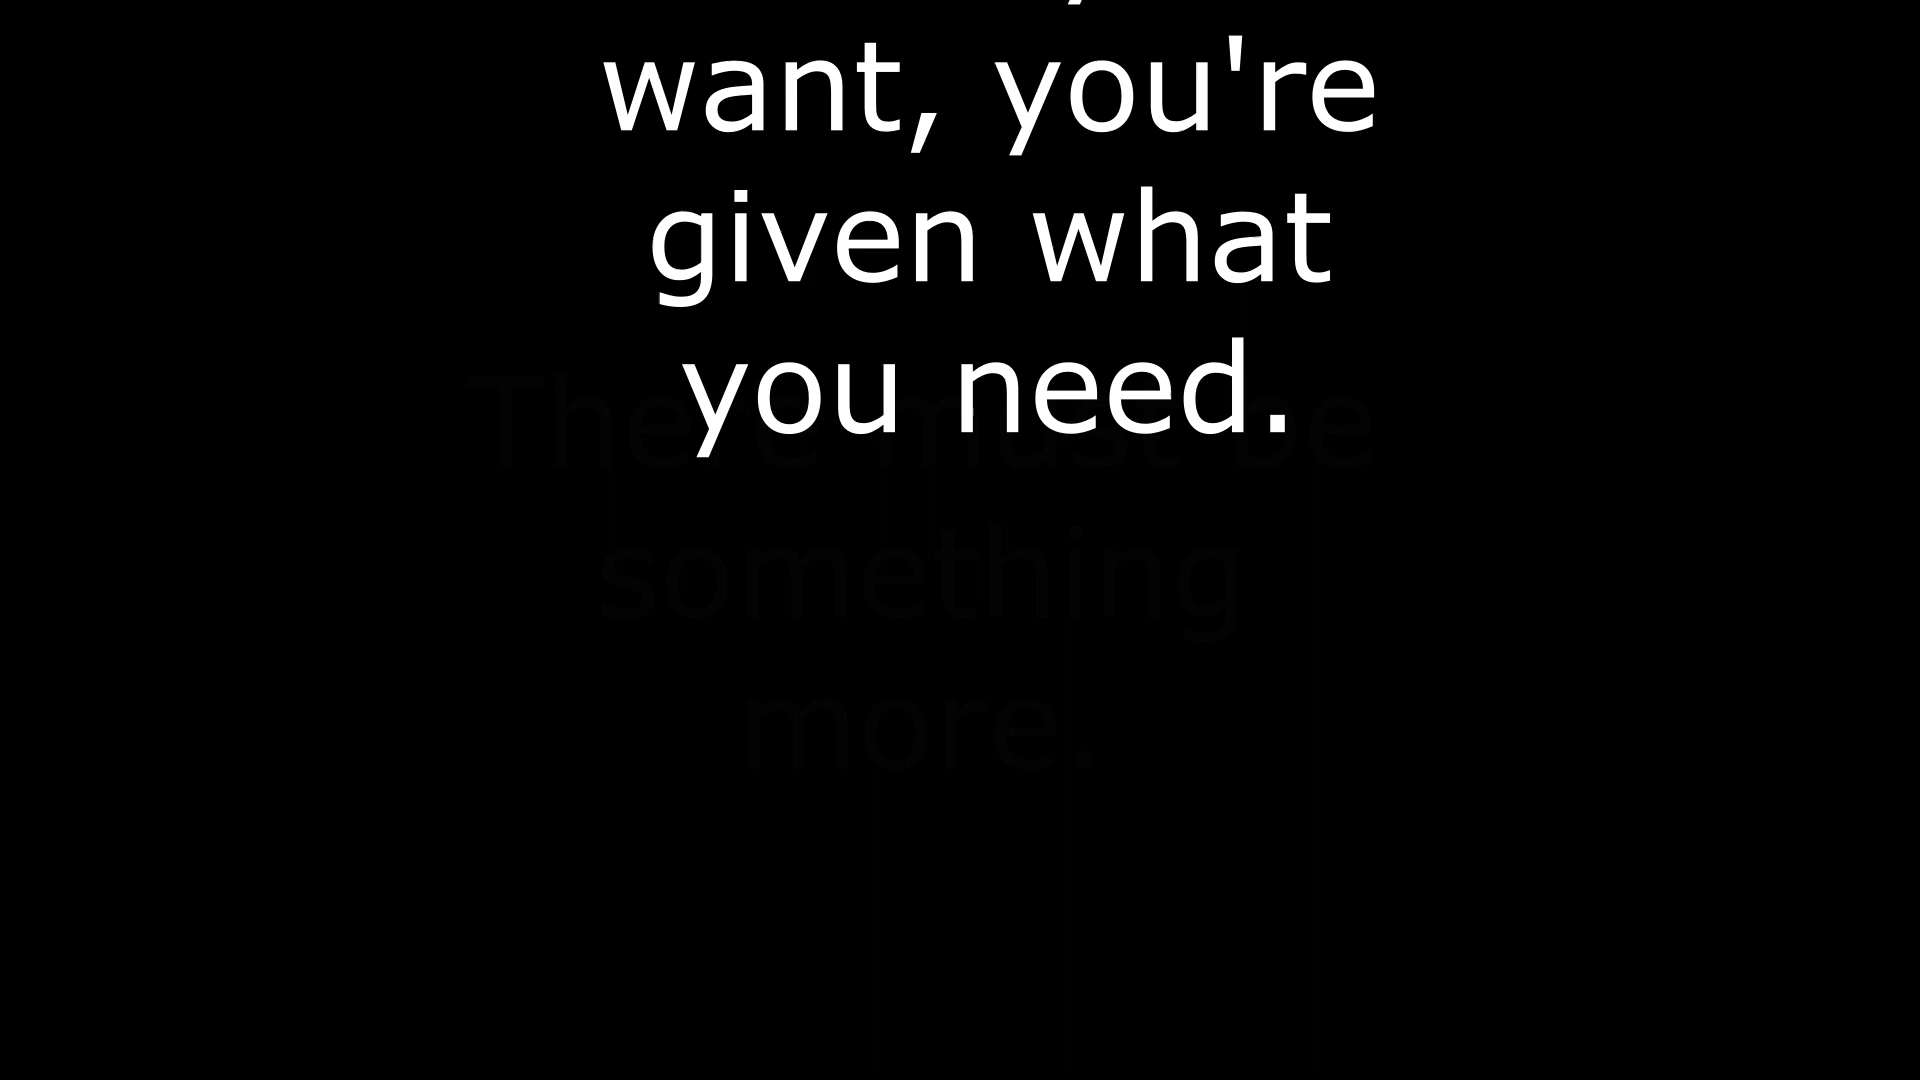 want, you're
given what
you need.
There must be
something
more.